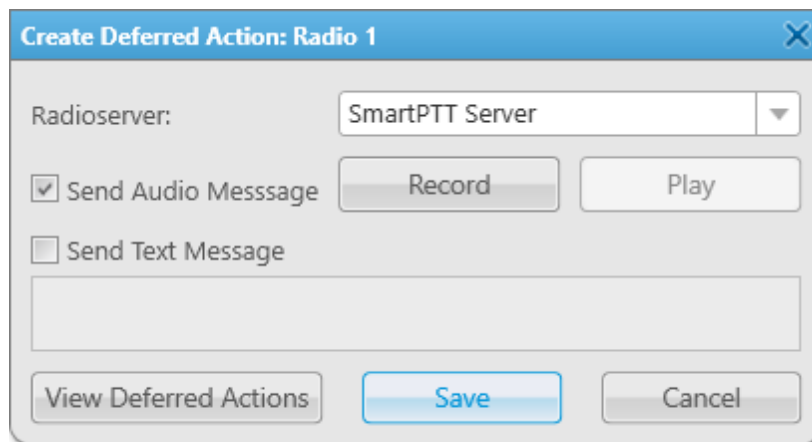 Create Deferred Action: Radio 1
Radioserver: SmartPTT Server
Send Audio Messsage Record Play
Send Text Message
View Deferred Actions Save Cancel